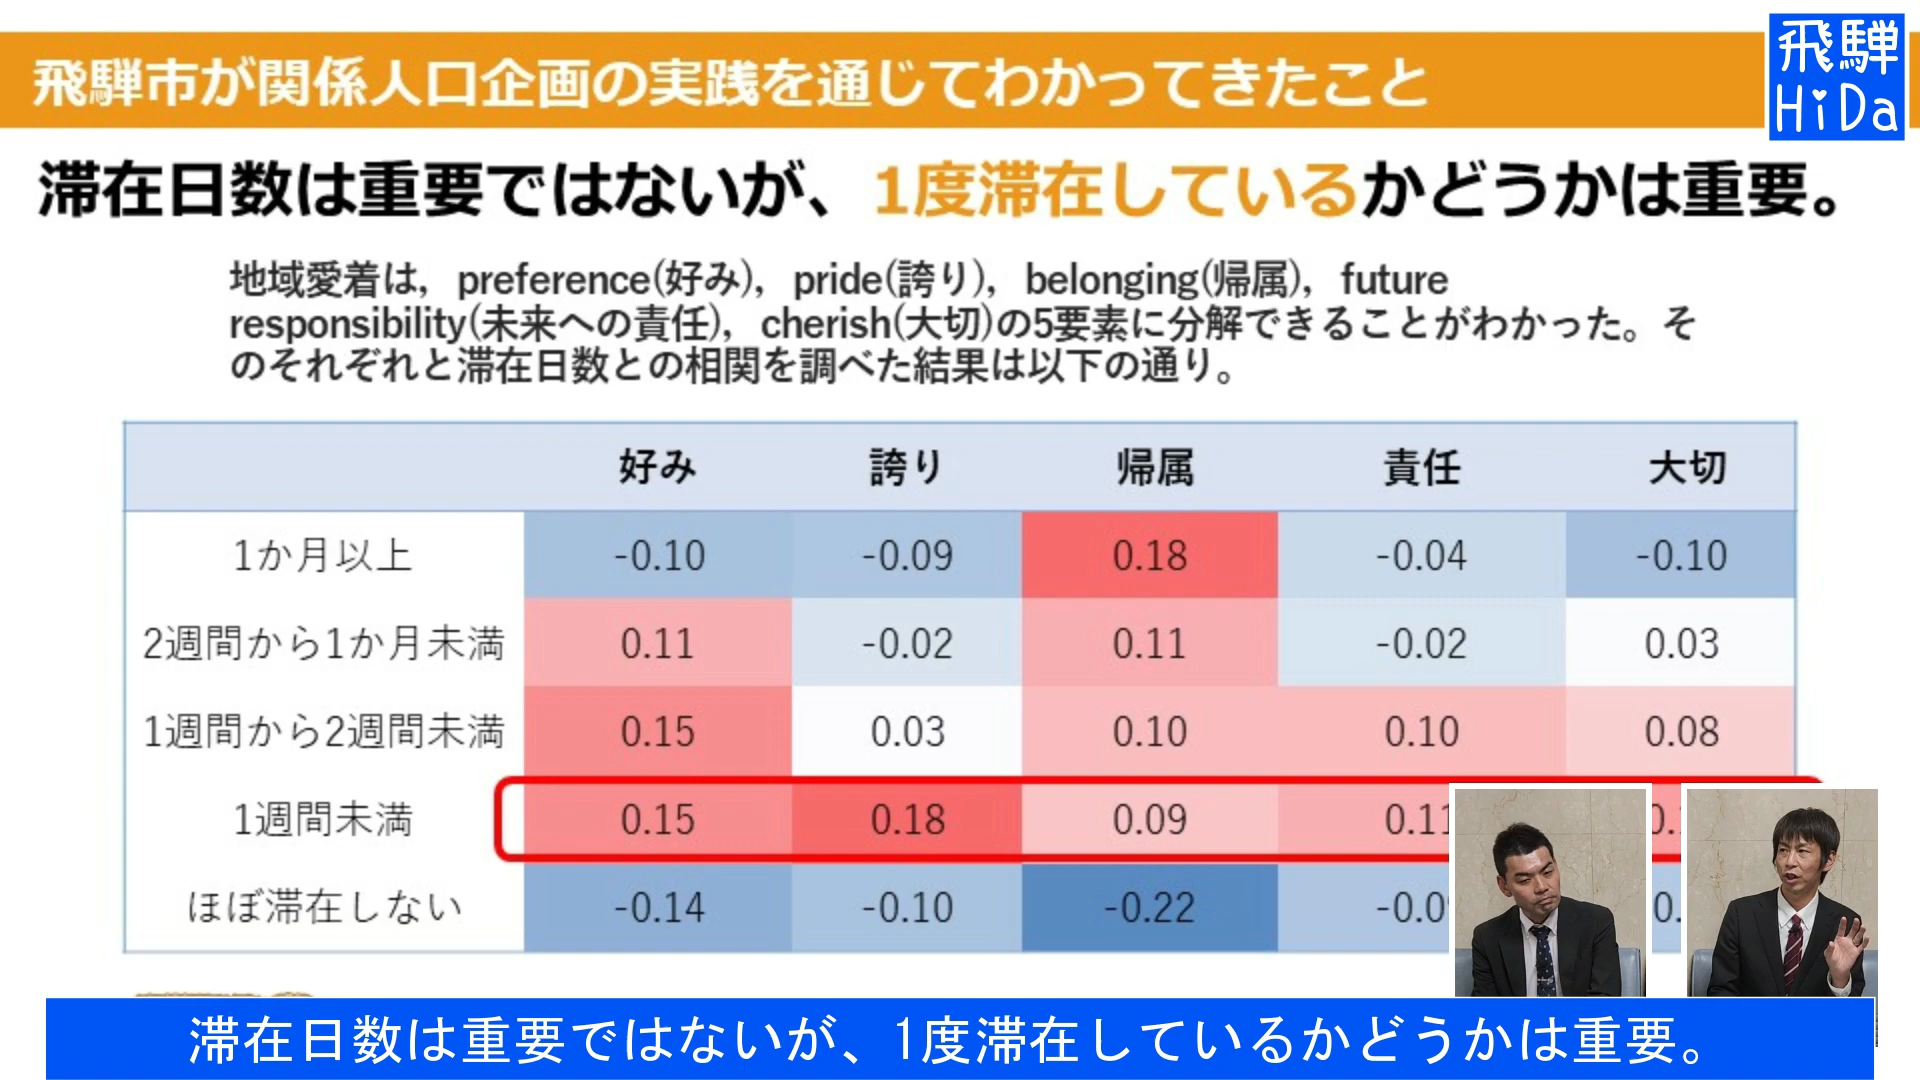 飛騨市が関係人口企画の実践を通じてわかってきたこと
飛騨
HiDa
滞在日数は重要ではないが、1度滞在しているかどうかは重要。
地域愛着は，preference(好み)，pride(誇り)，belonging(帰属)，future
responsibility(未来への責任)，cherish(大切)の5要素に分解できることがわかった。そ
のそれぞれと滞在日数との相関を調べた結果は以下の通り。
好み 誇り 帰属 責任 大切
1か月以上 -0.10 -0.09 0.18 -0.04 -0.10
2週間から1か月未満 0.11 -0.02 0.11 -0.02 0.03
1週間から2週間未満 0.15 0.03 0.10 0.10 0.08
1週間未満 0.15 0.18 0.09 0.11
ほぼ滞在しない -0.14 -0.10 -0.22
滞在日数は重要ではないが、1度滞在しているかどうかは重要。